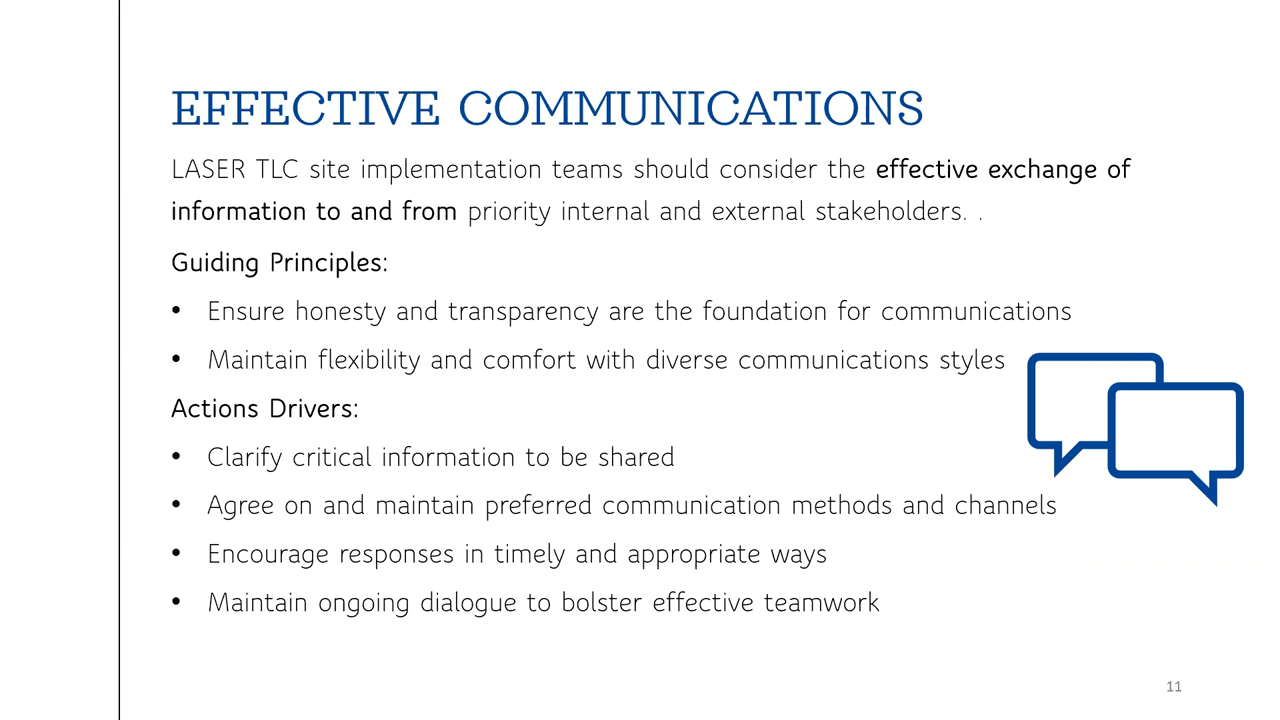 EFFECTIVE COMMUNICATIONS
LASER TLC site implementation teams should consider the effective exchange of
information to and from priority internal and external stakeholders. .
Guiding Principles:
• Ensure honesty and transparency are the foundation for communications
• Maintain flexibility and comfort with diverse communications styles
Actions Drivers:
• Clarify critical information to be shared
• Agree on and maintain preferred communication methods and channels
• Encourage responses in timely and appropriate ways
• Maintain ongoing dialogue to bolster effective teamwork
11